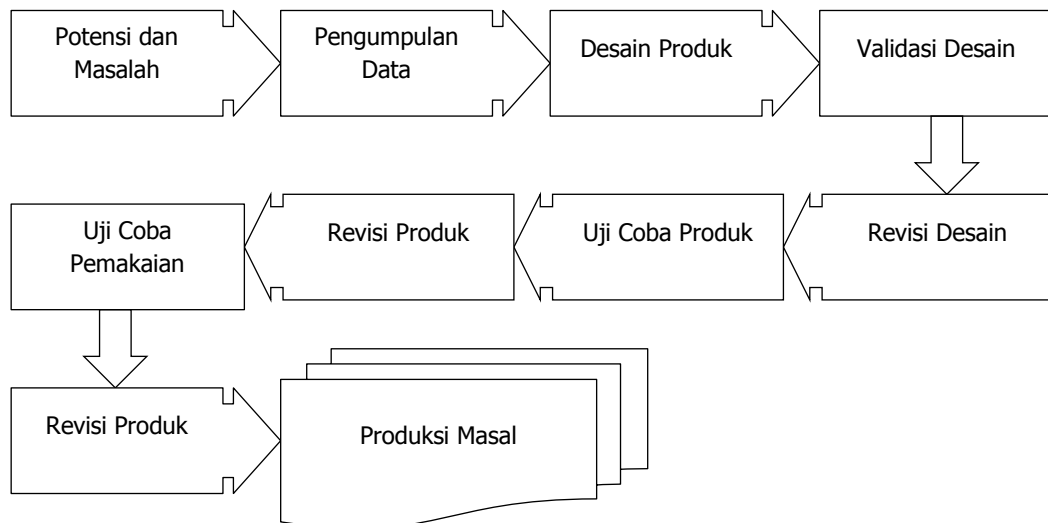 Potensi dan
Masalah
Pengumpulan
Data
Desain Produk
Validasi Desain
Revisi Desain
Uji Coba Produk
Revisi Produk
Uji Coba
Pemakaian
Revisi Produk
Produksi Masal